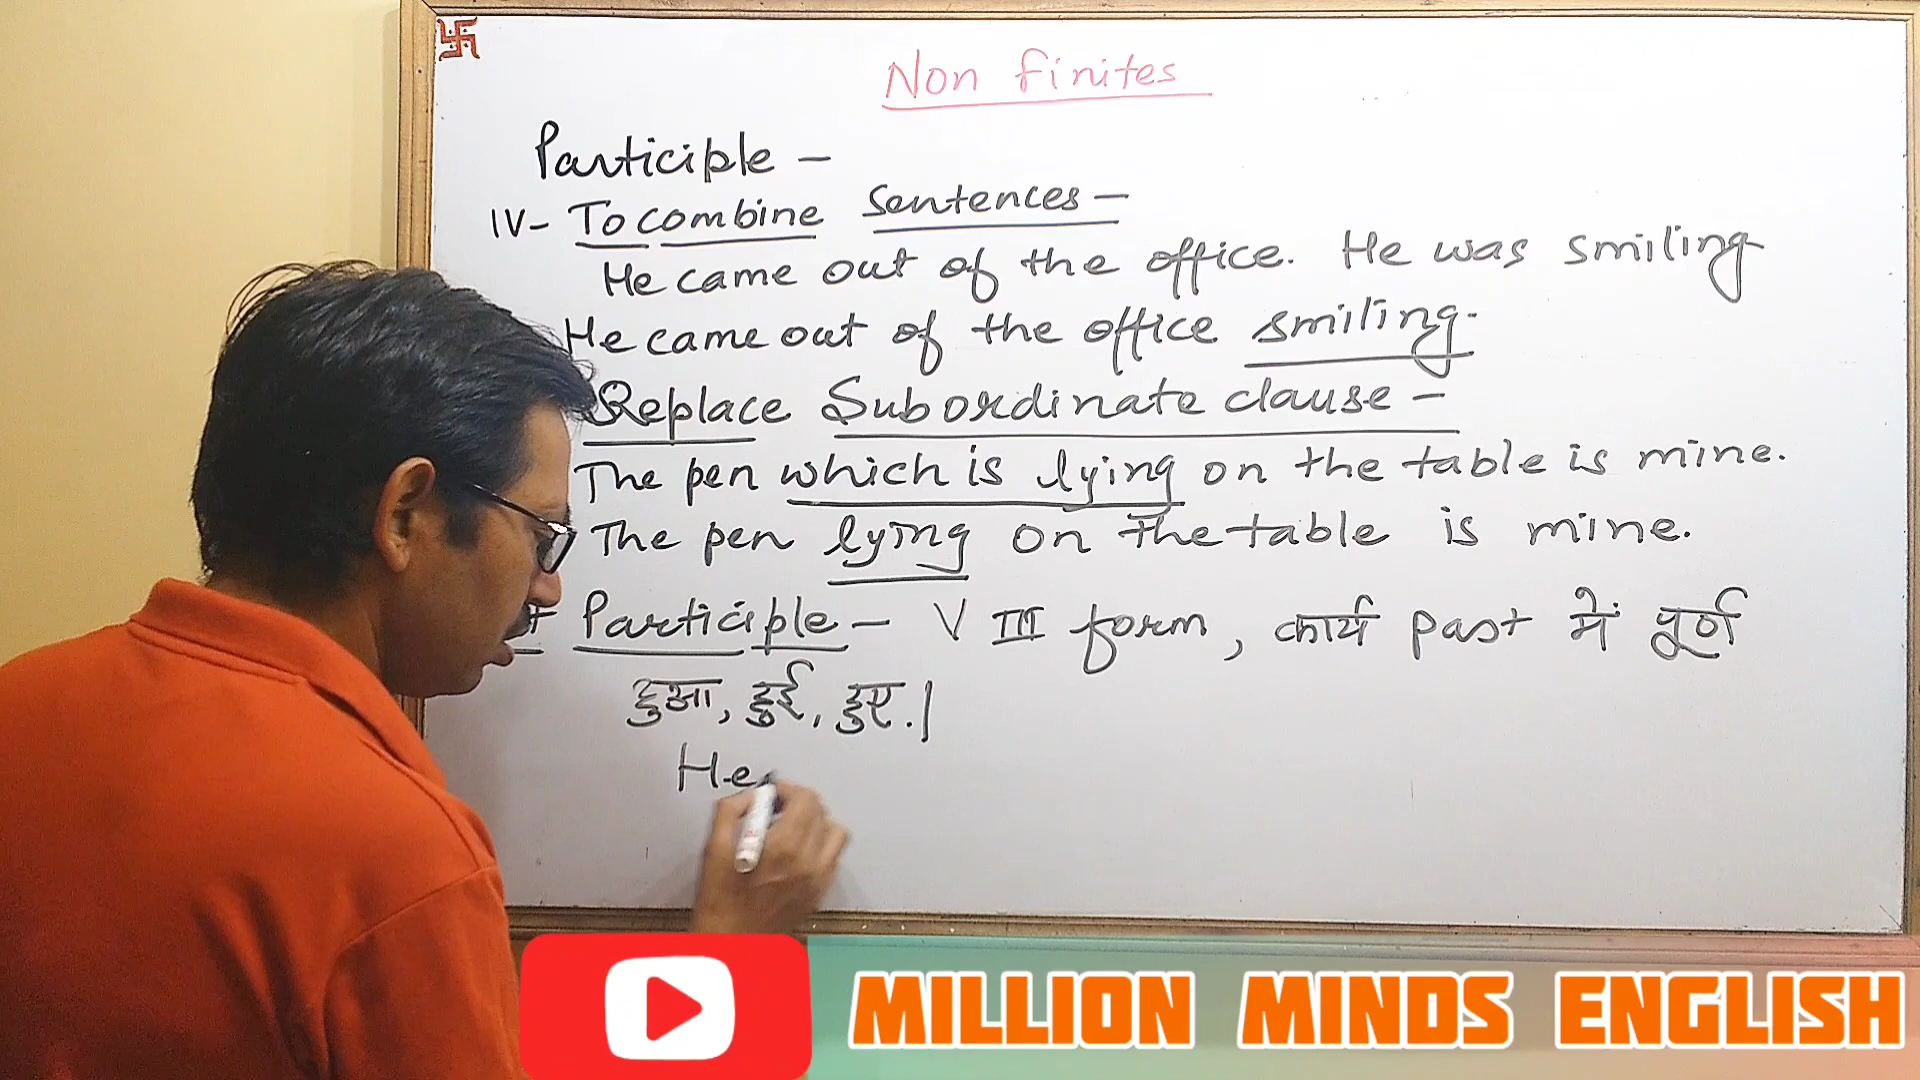 Non finites
Participle -
IV- To combine Sentences -
He came out of the office. He was smiling
He came out of the office smiling.
Replace Subordinate clause -
The pen which is lying on the table is mine.
The pen lying on the table is mine.
Participle - V III form, कार्य past में पूर्ण
हुआ, हुई, हुए.|
He
MILLION MINDS ENGLISH